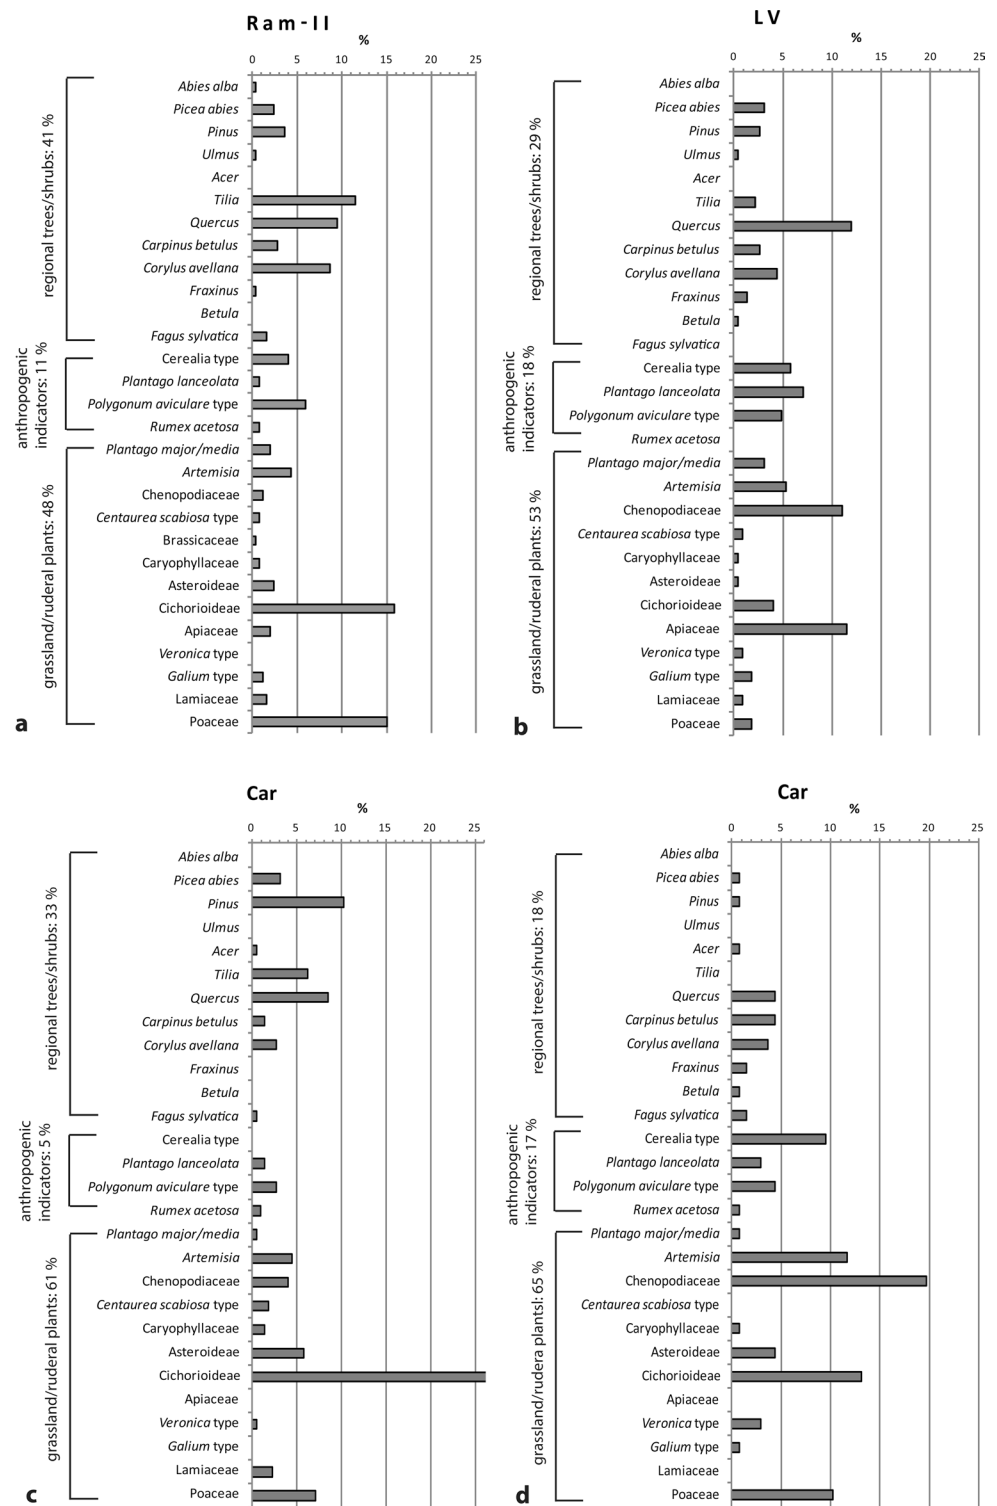 Ram-II
%
0 5 10 15 20 25
regional trees/shrubs: 41 %
Abies alba
Picea abies
Pinus
Ulmus
Acer
Tilia
Quercus
Carpinus betulus
Corylus avellana
Fraxinus
Betula
Fagus sylvatica
anthropogenic
indicators: 11 %
Cerealia type
Plantago lanceolata
Polygonum aviculare type
Rumex acetosa
grassland/ruderal plants: 48 %
Plantago major/media
Artemisia
Chenopodiaceae
Centaurea scabiosa type
Brassicaceae
Caryophyllaceae
Asteroideae
Cichorioideae
Apiaceae
Veronica type
Galium type
Lamiaceae
Poaceae
a
LV
%
0 5 10 15 20 25
regional trees/shrubs: 29 %
Abies alba
Picea abies
Pinus
Ulmus
Acer
Tilia
Quercus
Carpinus betulus
Corylus avellana
Fraxinus
Betula
Fagus sylvatica
anthropogenic
indicators: 18 %
Cerealia type
Plantago lanceolata
Polygonum aviculare type
Rumex acetosa
grassland/ruderal plants: 53 %
Plantago major/media
Artemisia
Chenopodiaceae
Centaurea scabiosa type
Caryophyllaceae
Asteroideae
Cichorioideae
Apiaceae
Veronica type
Galium type
Lamiaceae
Poaceae
b
Car
%
0 5 10 15 20 25
regional trees/shrubs: 33 %
Abies alba
Picea abies
Pinus
Ulmus
Acer
Tilia
Quercus
Carpinus betulus
Corylus avellana
Fraxinus
Betula
Fagus sylvatica
anthropogenic
indicators: 5 %
Cerealia type
Plantago lanceolata
Polygonum aviculare type
Rumex acetosa
grassland/ruderal plants: 61 %
Plantago major/media
Artemisia
Chenopodiaceae
Centaurea scabiosa type
Caryophyllaceae
Asteroideae
Cichorioideae
Apiaceae
Veronica type
Galium type
Lamiaceae
Poaceae
c
Car
%
0 5 10 15 20 25
regional trees/shrubs: 18 %
Abies alba
Picea abies
Pinus
Ulmus
Acer
Tilia
Quercus
Carpinus betulus
Corylus avellana
Fraxinus
Betula
Fagus sylvatica
anthropogenic
indicators: 17 %
Cerealia type
Plantago lanceolata
Polygonum aviculare type
Rumex acetosa
grassland/rudera plantsl: 65 %
Plantago major/media
Artemisia
Chenopodiaceae
Centaurea scabiosa type
Caryophyllaceae
Asteroideae
Cichorioideae
Apiaceae
Veronica type
Galium type
Lamiaceae
Poaceae
d